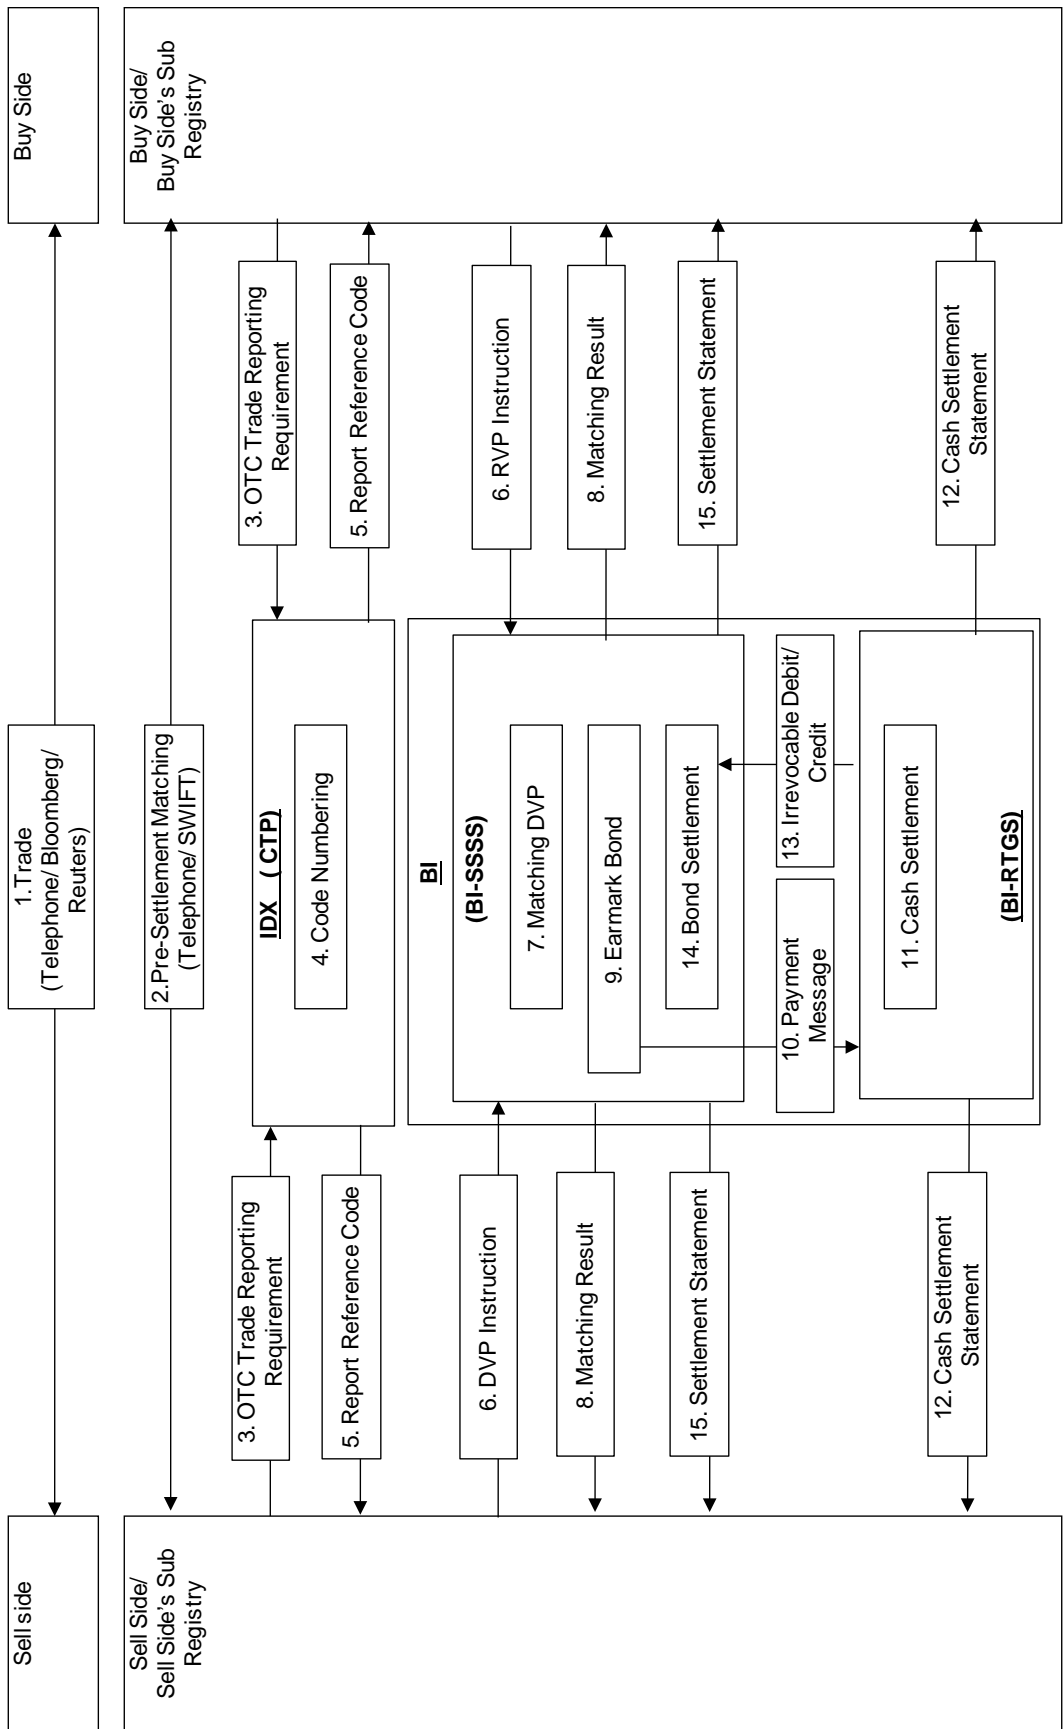 Sell side
1.Trade
(Telephone/ Bloomberg/
Reuters)
Buy Side
Sell Side/
Sell Side's Sub
Registry
2.Pre-Settlement Matching
(Telephone/ SWIFT)
Buy Side/
Buy Side's Sub
Registry
3. OTC Trade Reporting
Requirement
IDX ( CTP)
3. OTC Trade Reporting
Requirement
4. Code Numbering
5. Report Reference Code
5. Report Reference Code
BI
(BI-SSSS)
6. DVP Instruction
6. RVP Instruction
7. Matching DVP
8. Matching Result
9. Earmark Bond
8. Matching Result
15. Settlement Statement
14. Bond Settlement
15. Settlement Statement
10. Payment
Message
13. Irrevocable Debit/
Credit
12. Cash Settlement
Statement
11. Cash Settlement
12. Cash Settlement
Statement
(BI-RTGS)